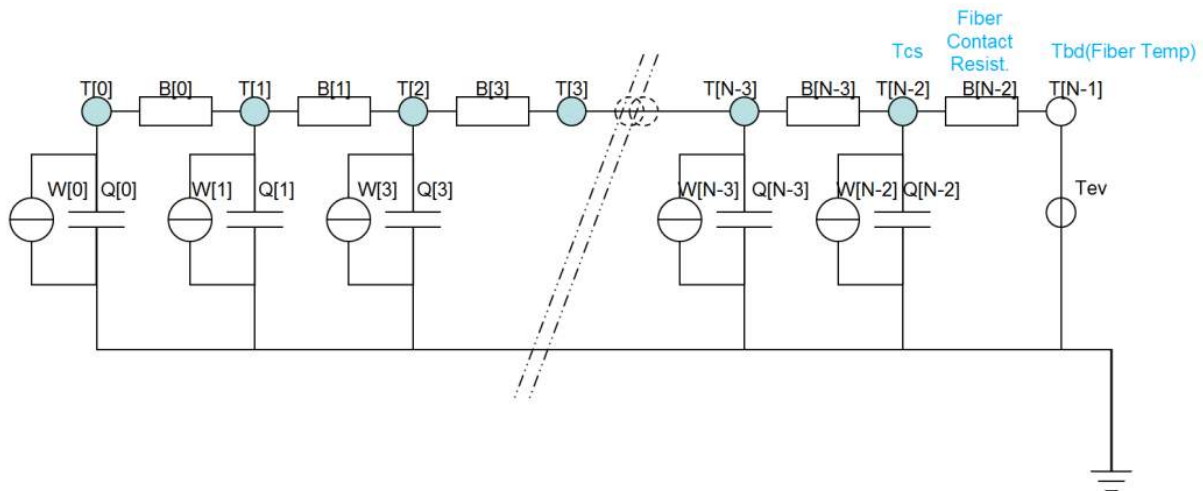 Fiber
Contact
Resist.
Tcs
Tbd(Fiber Temp)
T[0] B[0] T[1] B[1] T[2] B[3] T[3] T[N-3] B[N-3] T[N-2] B[N-2] T[N-1]
W[0] Q[0] W[1] Q[1] W[3] Q[3] W[N-3] Q[N-3] W[N-2] Q[N-2] Tev